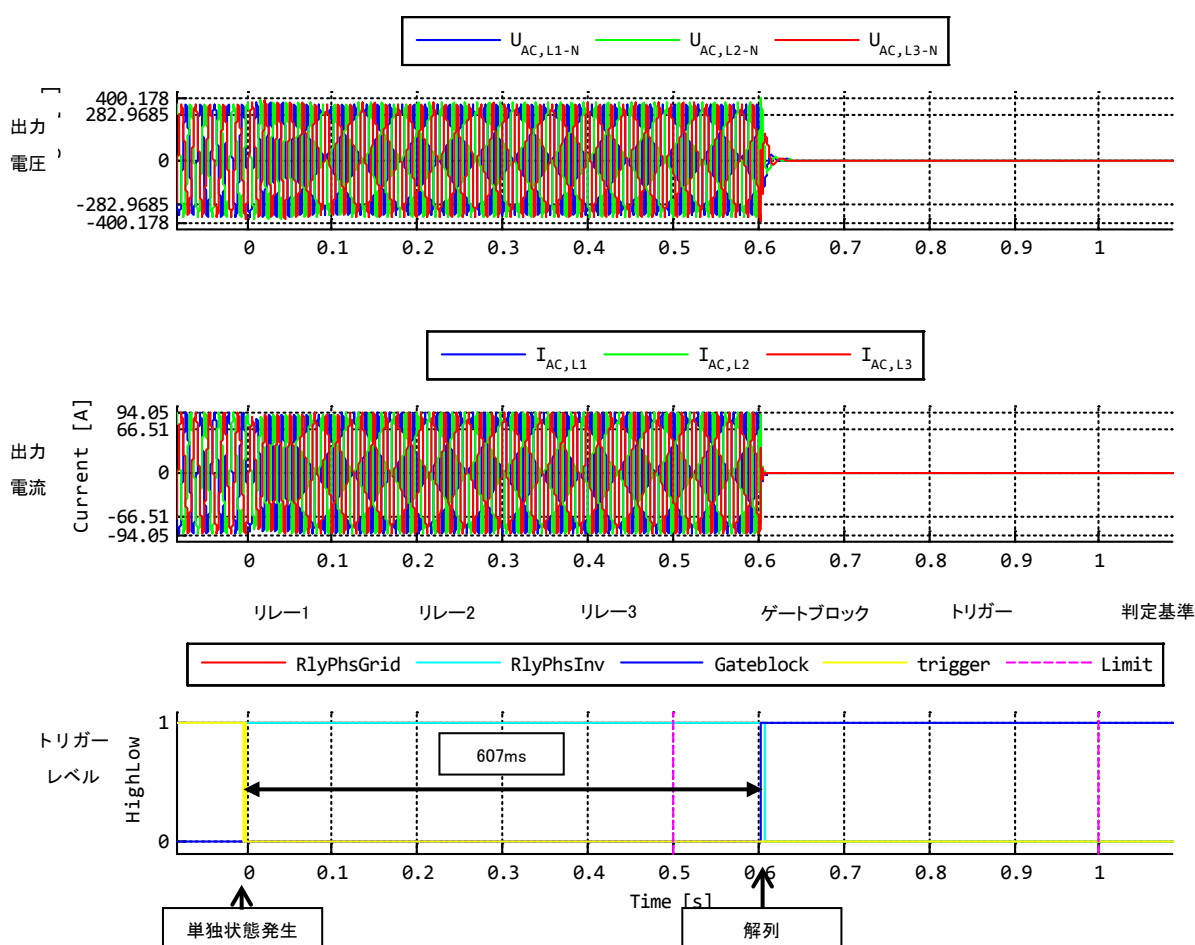 U_AC,L1-N U_AC,L2-N U_AC,L3-N
]
出力
電圧
400.178
282.9685
0
-282.9685
-400.178
0 0.1 0.2 0.3 0.4 0.5 0.6 0.7 0.8 0.9 1
I_AC,L1 I_AC,L2 I_AC,L3
出力
電流
Current [A]
94.05
66.51
0
-66.51
-94.05
0 0.1 0.2 0.3 0.4 0.5 0.6 0.7 0.8 0.9 1
リレー1 リレー2 リレー3 ゲートブロック トリガー 判定基準
RlyPhsGrid RlyPhsInv Gateblock trigger Limit
トリガー
レベル
HighLow
1
0
607ms
0 0.1 0.2 0.3 0.4 0.5 0.6 0.7 0.8 0.9 1
Time [s]
単独状態発生
解列